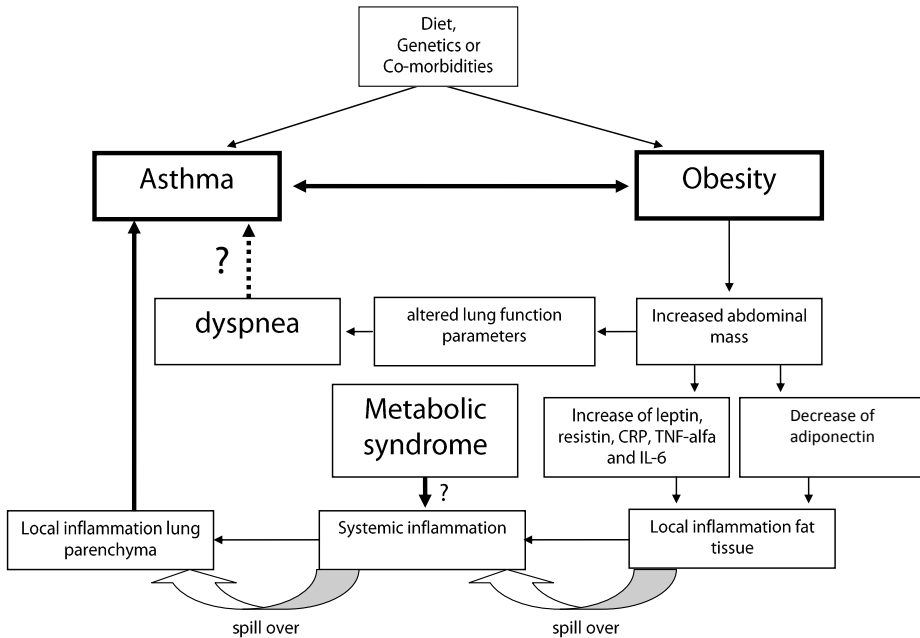 Diet,
Genetics or
Co-morbidities
Asthma
Obesity
?
dyspnea
altered lung function
parameters
Increased abdominal
mass
Metabolic
syndrome
Increase of leptin,
resistin, CRP, TNF-alfa
and IL-6
Decrease of
adiponectin
?
Local inflammation lung
parenchyma
Systemic inflammation
Local inflammation fat
tissue
spill over
spill over